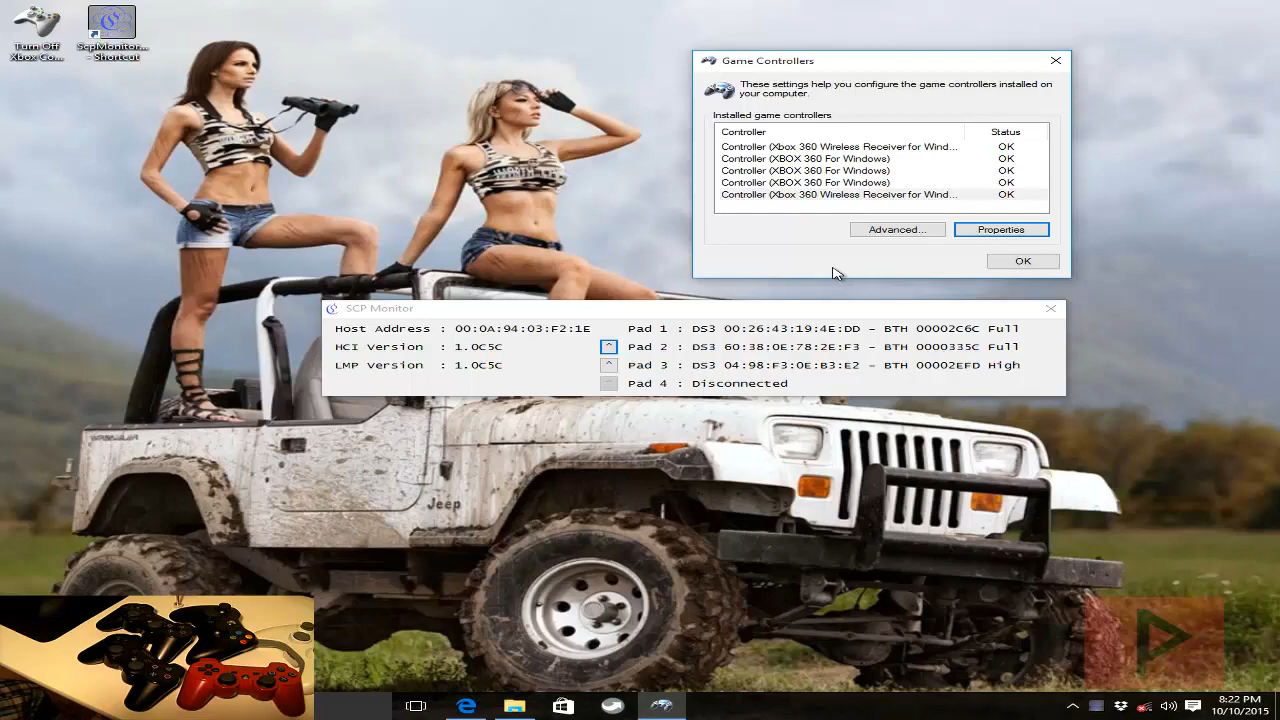 Turn Off
Xbox Co...
ScpMonitor...
- Shortcut
Game Controllers
These settings help you configure the game controllers installed on
your computer.
Installed game controllers
Controller Status
Controller (Xbox 360 Wireless Receiver for Wind... OK
Controller (XBOX 360 For Windows) OK
Controller (XBOX 360 For Windows) OK
Controller (XBOX 360 For Windows) OK
Controller (Xbox 360 Wireless Receiver for Wind... OK
Advanced... Properties
OK
SCP Monitor
Host Address : 00:0A:94:03:F2:1E Pad 1 : DS3 00:26:43:19:4E:DD - BTH 00002C6C Full
HCI Version : 1.0C5C ^ Pad 2 : DS3 60:38:0E:78:2E:F3 - BTH 0000335C Full
LMP Version : 1.0C5C ^ Pad 3 : DS3 04:98:F3:0E:B3:E2 - BTH 00002EFD High
Pad 4 : Disconnected
Jeep
8:22 PM
10/10/2015